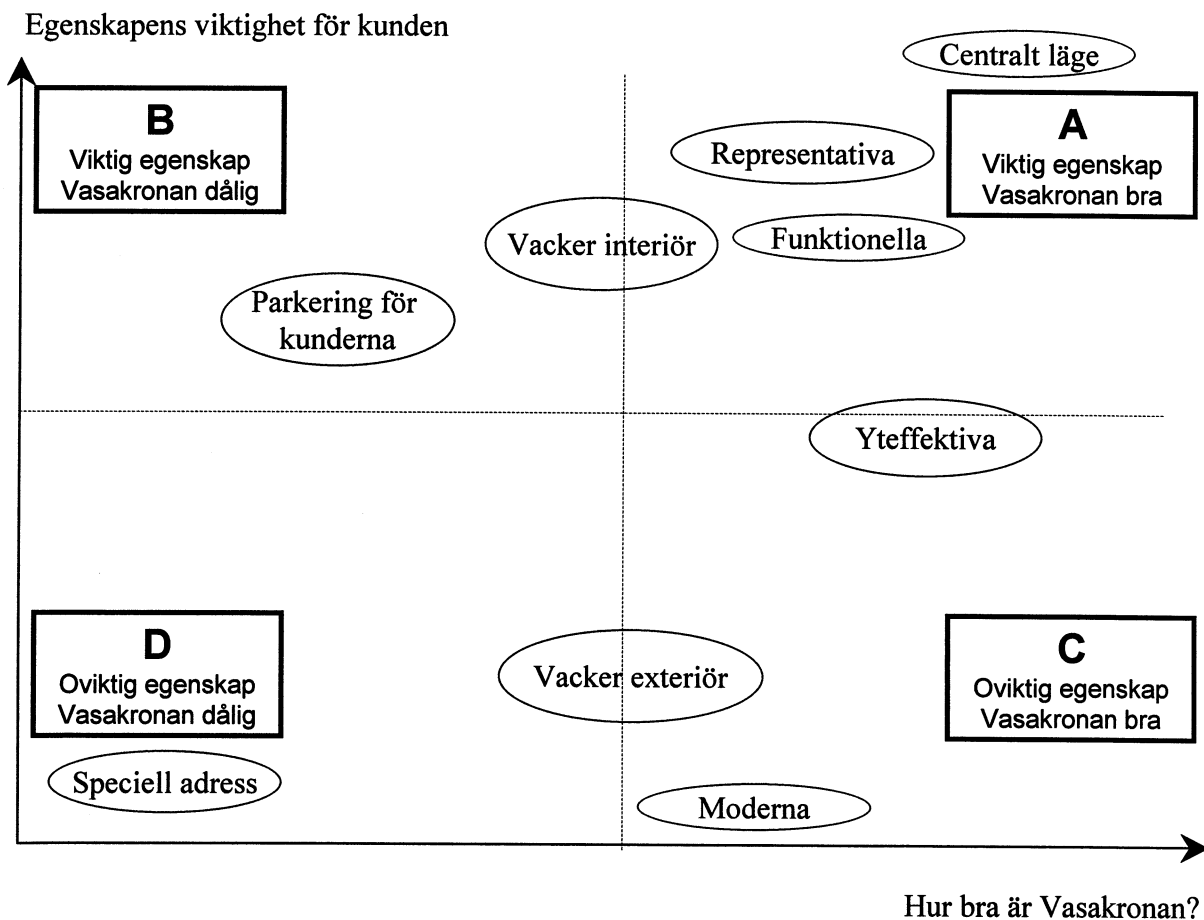 Egenskapens viktighet för kunden
Centralt läge
B
Viktig egenskap
Vasakronan dålig
A
Viktig egenskap
Vasakronan bra
Representativa
Vacker interiör
Funktionella
Parkering för
kunderna
Yteffektiva
D
Oviktig egenskap
Vasakronan dålig
Vacker exteriör
C
Oviktig egenskap
Vasakronan bra
Speciell adress
Moderna
Hur bra är Vasakronan?